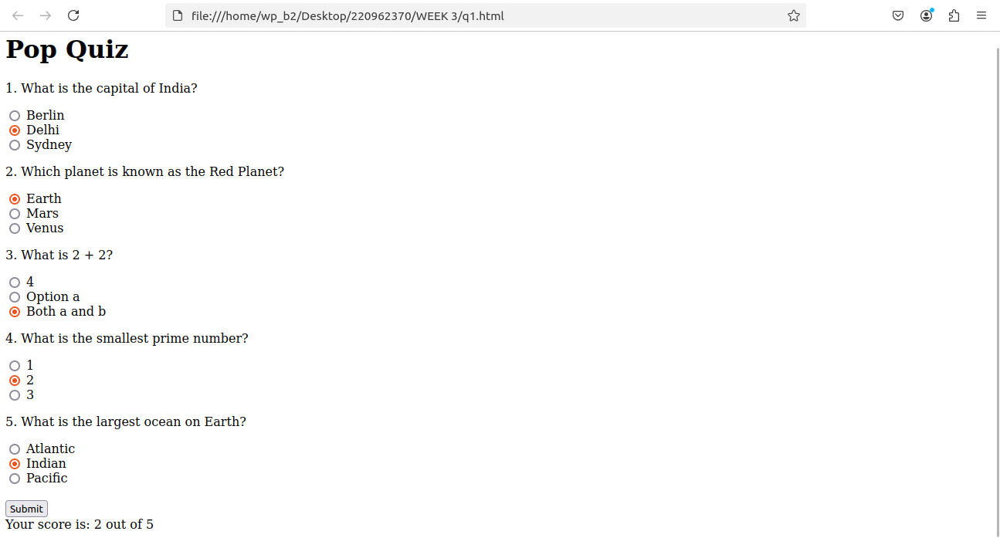 file:///home/wp_b2/Desktop/220962370/WEEK 3/q1.html
Pop Quiz
1. What is the capital of India?
Berlin
Delhi
Sydney
2. Which planet is known as the Red Planet?
Earth
Mars
Venus
3. What is 2 + 2?
4
Option a
Both a and b
4. What is the smallest prime number?
1
2
3
5. What is the largest ocean on Earth?
Atlantic
Indian
Pacific
Submit
Your score is: 2 out of 5